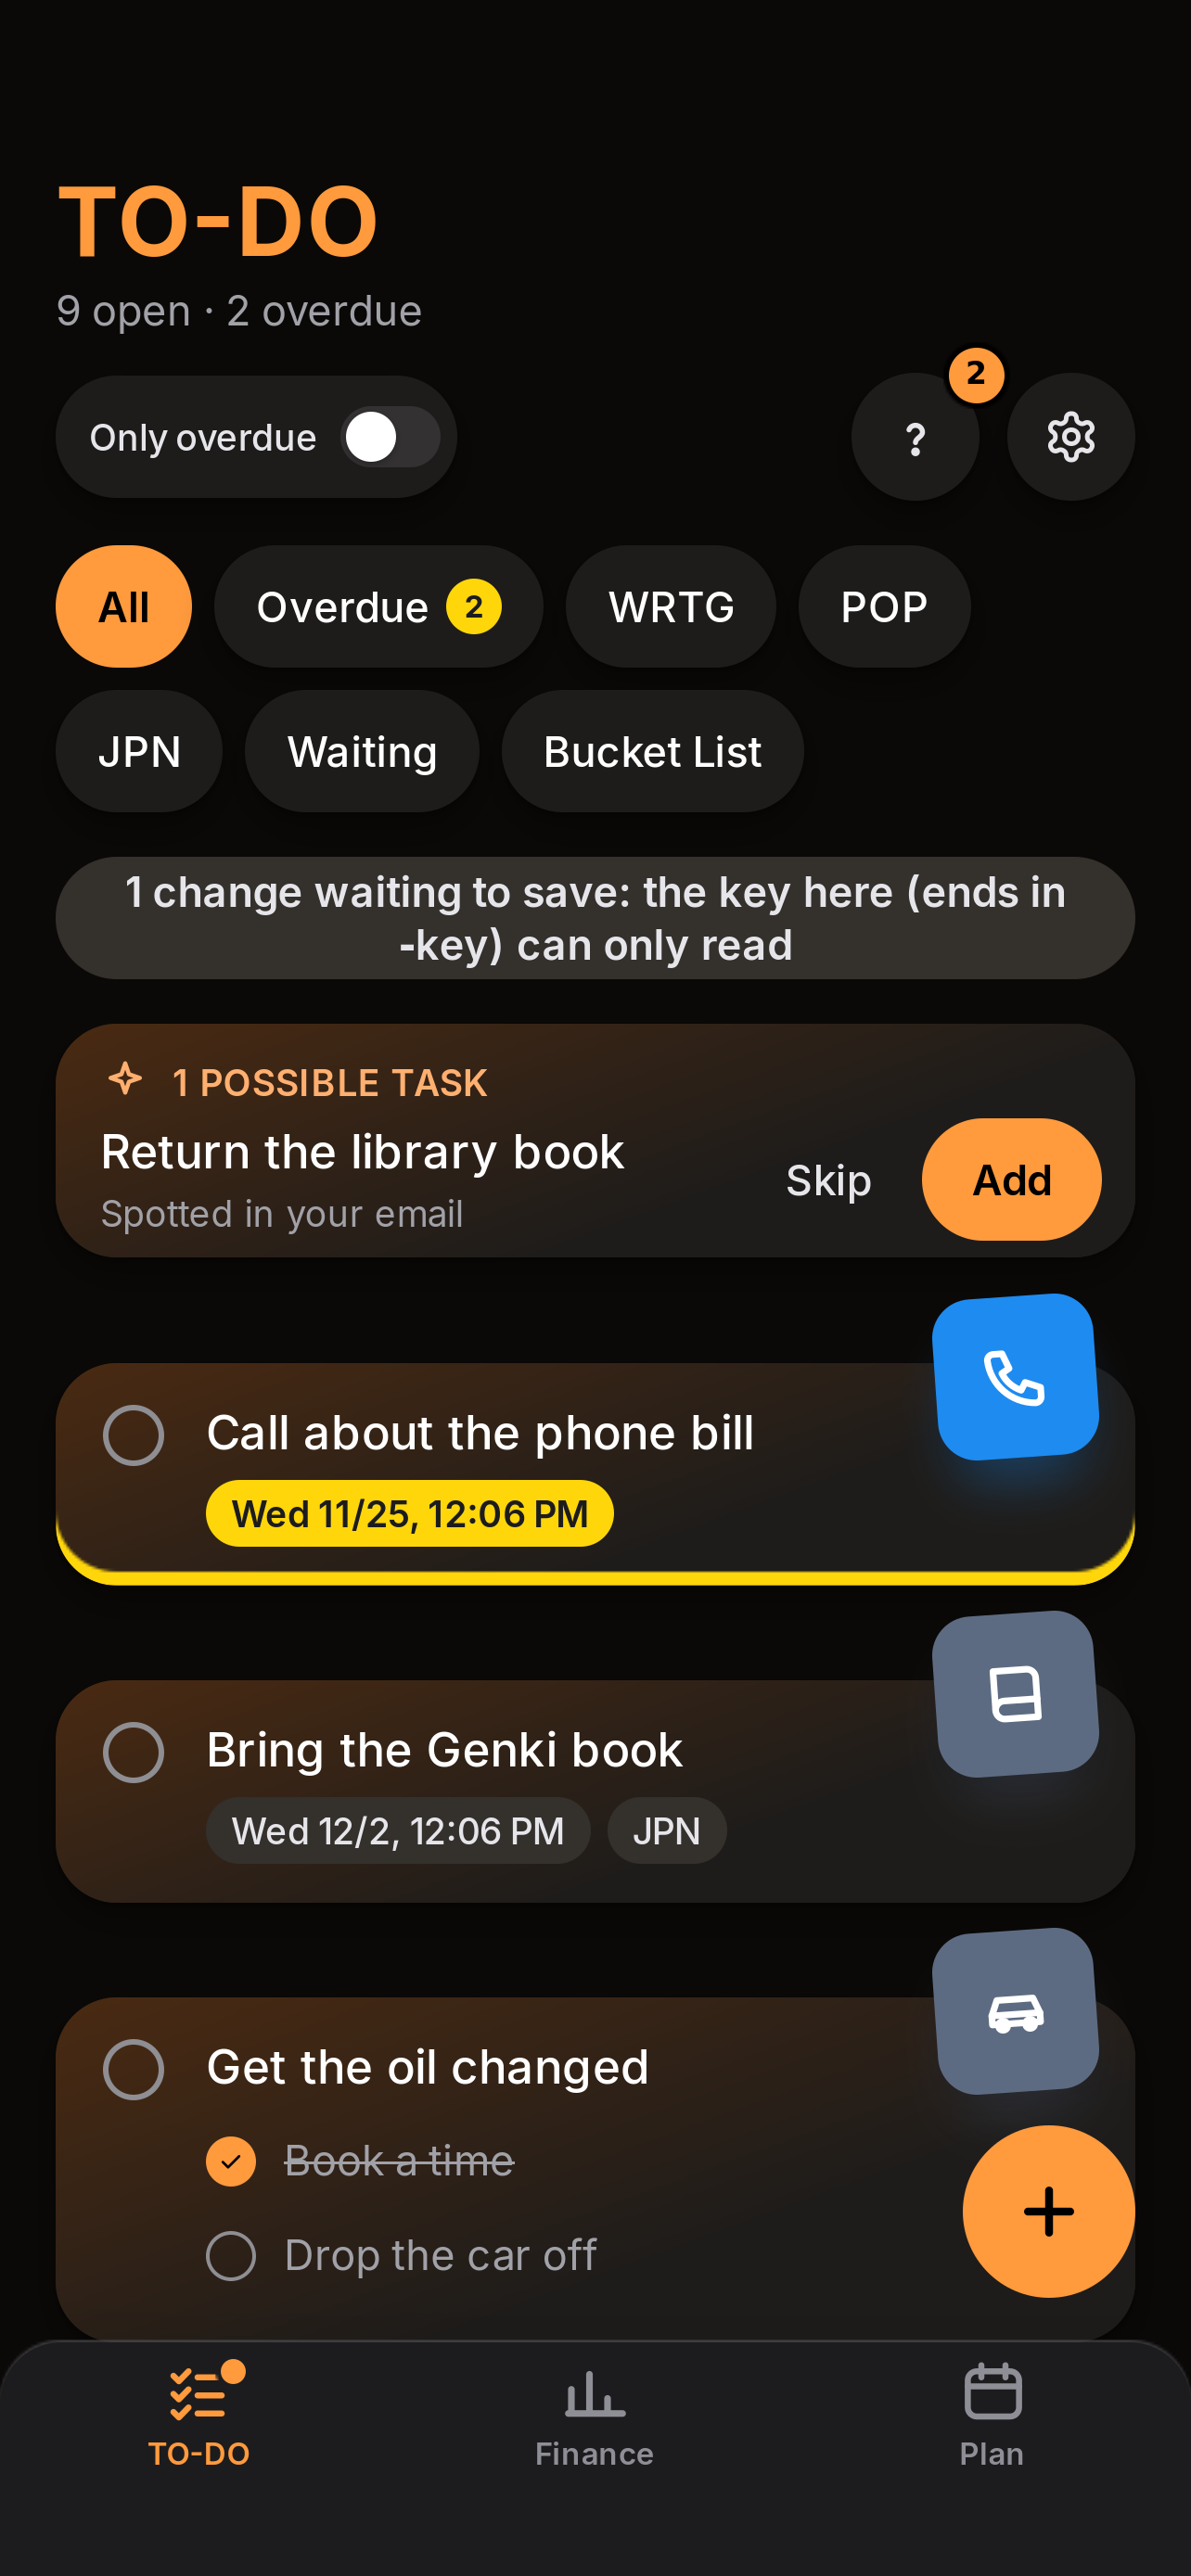 TO-DO
9 open · 2 overdue
Only overdue
?
2
All
Overdue 2
WRTG
POP
JPN
Waiting
Bucket List
1 change waiting to save: the key here (ends in
-key) can only read
1 POSSIBLE TASK
Return the library book
Spotted in your email
Skip
Add
Call about the phone bill
Wed 11/25, 12:06 PM
Bring the Genki book
Wed 12/2, 12:06 PM
JPN
Get the oil changed
Book a time
Drop the car off
TO-DO
Finance
Plan